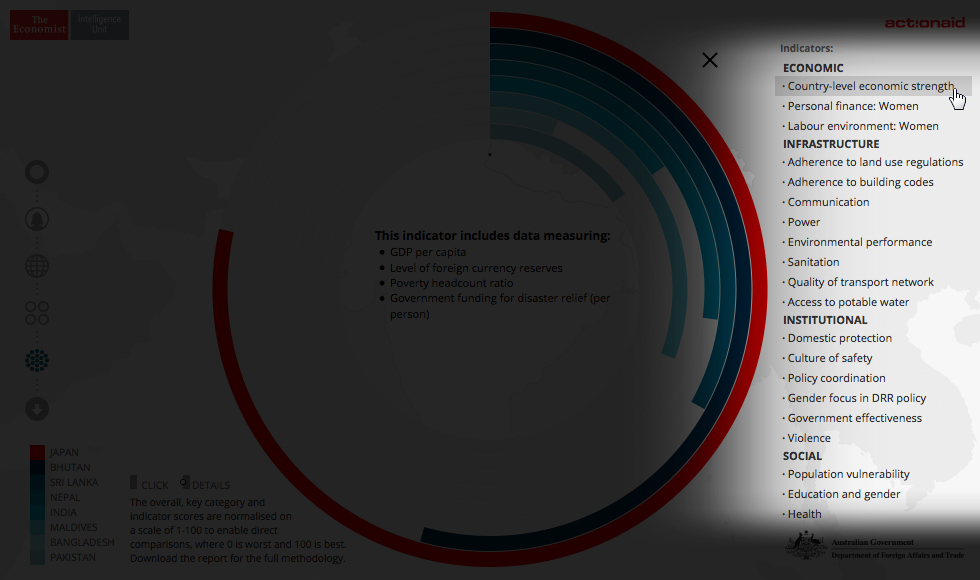 The
Economist
Intelligence
Unit
act!onaid
Indicators:
ECONOMIC
· Country-level economic strength
· Personal finance: Women
· Labour environment: Women
INFRASTRUCTURE
· Adherence to land use regulations
· Adherence to building codes
· Communication
· Power
· Environmental performance
· Sanitation
· Quality of transport network
· Access to potable water
INSTITUTIONAL
· Domestic protection
· Culture of safety
· Policy coordination
· Gender focus in DRR policy
· Government effectiveness
· Violence
SOCIAL
· Population vulnerability
· Education and gender
· Health
This indicator includes data measuring:
• GDP per capita
• Level of foreign currency reserves
• Poverty headcount ratio
• Government funding for disaster relief (per
person)
JAPAN
BHUTAN
SRI LANKA
NEPAL
INDIA
MALDIVES
BANGLADESH
PAKISTAN
CLICK DETAILS
The overall, key category and
indicator scores are normalised on
a scale of 1-100 to enable direct
comparisons, where 0 is worst and 100 is best.
Download the report for the full methodology.
Australian Government
Department of Foreign Affairs and Trade